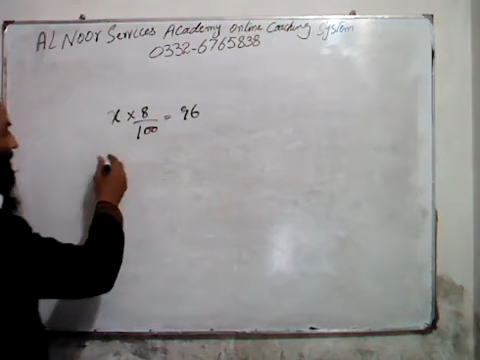 AL Noor Services Academy Online Coaching System
0332-6765838
x × 8/100 = 96